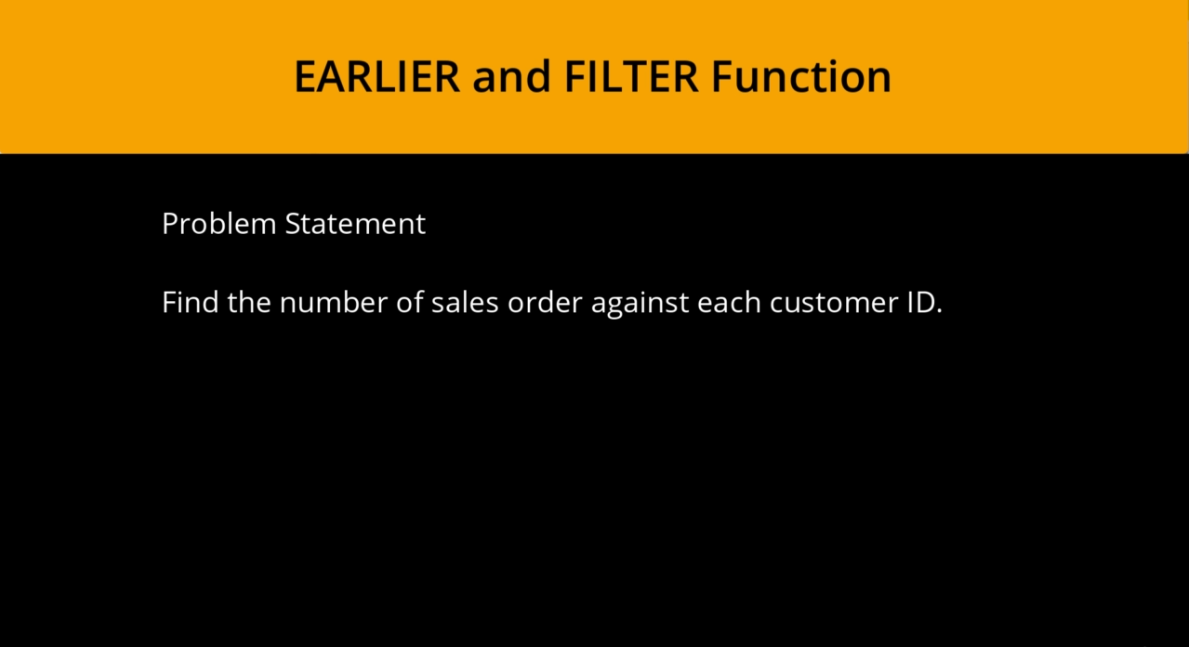 EARLIER and FILTER Function
Problem Statement
Find the number of sales order against each customer ID.